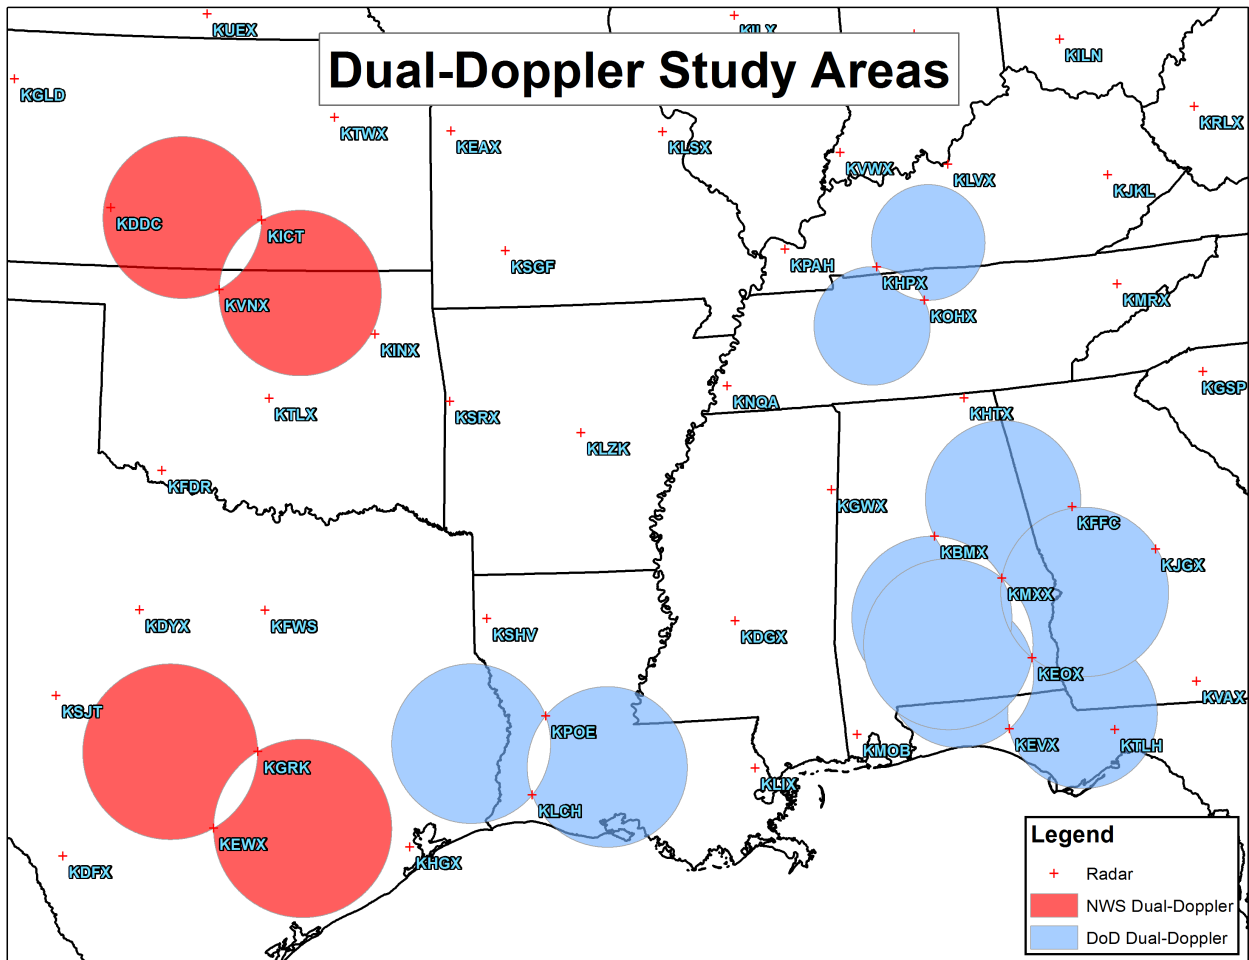 KUEX
KILX
Dual-Doppler Study Areas
KILN
KGLD
KTWX
KEAX
KLSX
KRLX
KVWX
KLVX
KJKL
KDDC
KICT
KSGF
KPAH
KHPX
KMRX
KVNX
KOHX
KINX
KGSP
KNQA
KTLX
KSRX
KHTX
KLZK
KFDR
KGWX
KFFC
KBMX
KJGX
KMXX
KDYX
KFWS
KSHV
KDGX
KEOX
KSJT
KVAX
KPOE
KMOB
KEVX
KTLH
KGRK
KLIX
KLCH
KEWX
KHGX
KDFX
Legend
Radar
NWS Dual-Doppler
DoD Dual-Doppler